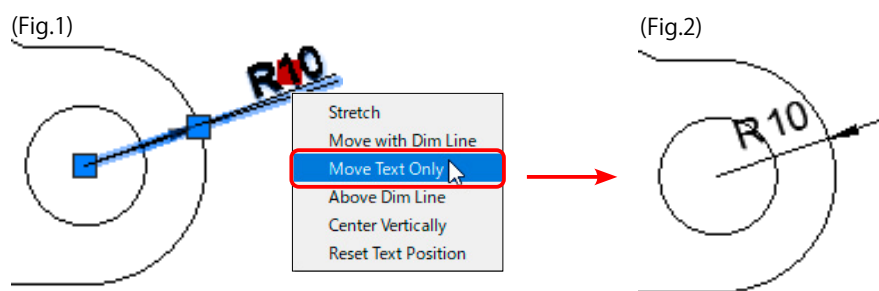 (Fig.1)
R10
Stretch
Move with Dim Line
Move Text Only
Above Dim Line
Center Vertically
Reset Text Position
(Fig.2)
R10